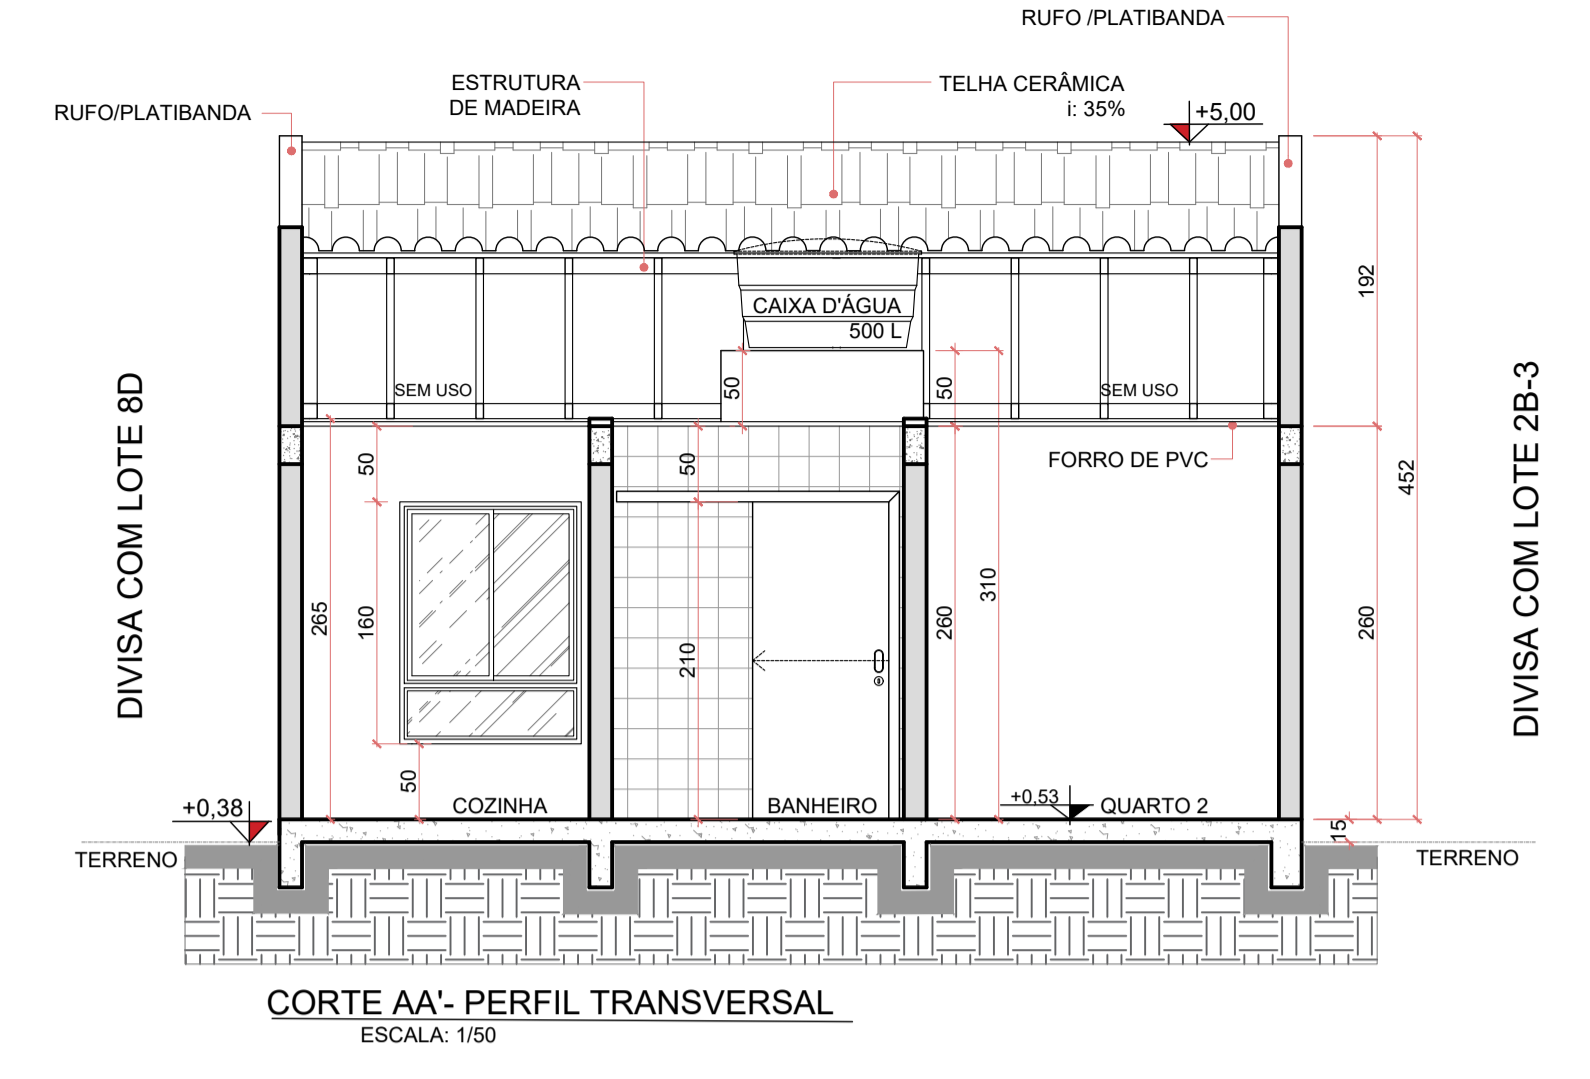 RUFO /PLATIBANDA
ESTRUTURA
DE MADEIRA
TELHA CERÂMICA
i: 35%
RUFO/PLATIBANDA
+5,00
192
CAIXA D'ÁGUA
500 L
SEM USO
50
50
SEM USO
DIVISA COM LOTE 8D
DIVISA COM LOTE 2B-3
50
50
FORRO DE PVC
452
310
265
160
260
260
210
50
COZINHA
BANHEIRO
+0,53
QUARTO 2
+0,38
15
TERRENO
TERRENO
CORTE AA'- PERFIL TRANSVERSAL
ESCALA: 1/50